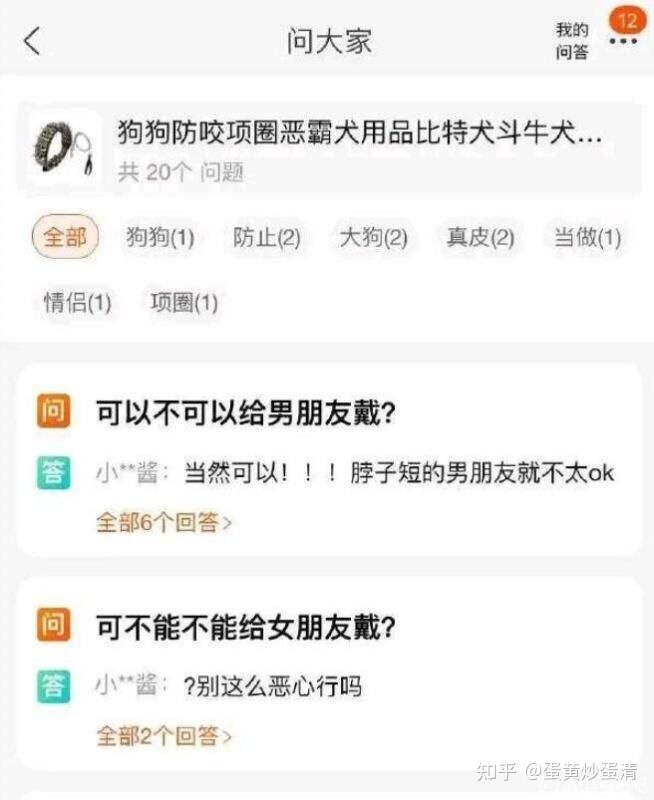 问大家
我的
问答
12
狗狗防咬项圈恶霸犬用品比特犬斗牛犬...
共 20个 问题
全部 狗狗(1) 防止(2) 大狗(2) 真皮(2) 当做(1)
情侣(1) 项圈(1)
问 可以不可以给男朋友戴?
答 小**酱: 当然可以！！！脖子短的男朋友就不太ok
全部6个回答>
问 可不能不能给女朋友戴?
答 小**酱: ?别这么恶心行吗
全部2个回答>
知乎 @蛋黄炒蛋清